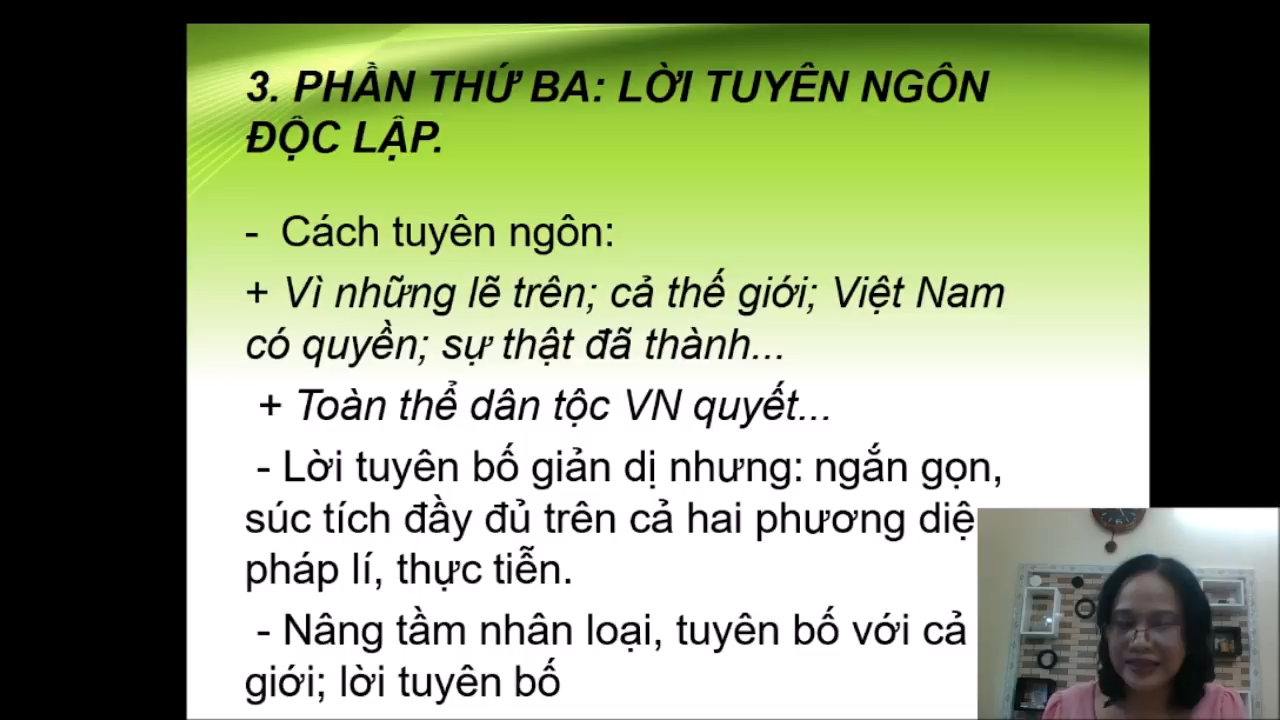 3. PHẦN THỨ BA: LỜI TUYÊN NGÔN
ĐỘC LẬP.
- Cách tuyên ngôn:
+ Vì những lẽ trên; cả thế giới; Việt Nam
có quyền; sự thật đã thành...
+ Toàn thể dân tộc VN quyết...
- Lời tuyên bố giản dị nhưng: ngắn gọn,
súc tích đầy đủ trên cả hai phương diệ
pháp lí, thực tiễn.
- Nâng tầm nhân loại, tuyên bố với cả
giới; lời tuyên bố